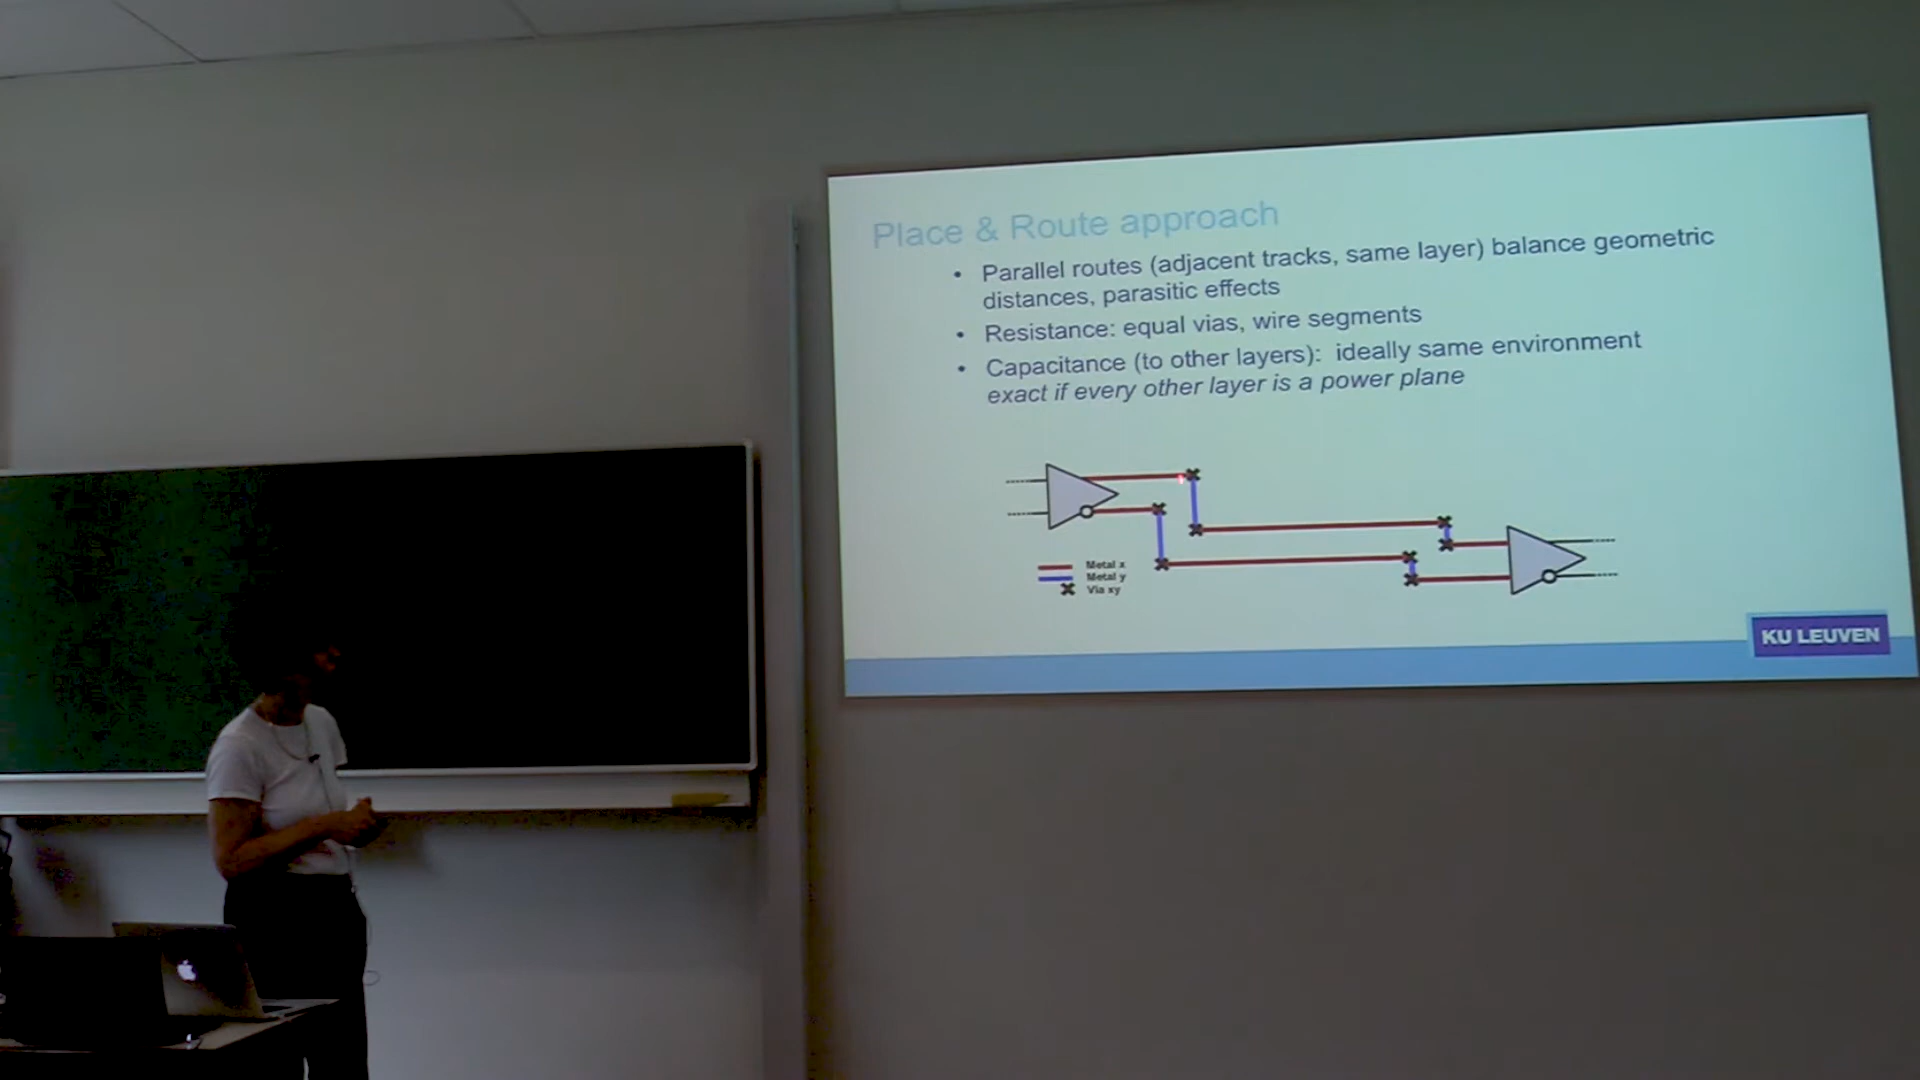 Place & Route approach
• Parallel routes (adjacent tracks, same layer) balance geometric
distances, parasitic effects
• Resistance: equal vias, wire segments
• Capacitance (to other layers): ideally same environment
exact if every other layer is a power plane
Metal x
Metal y
Via xy
KU LEUVEN